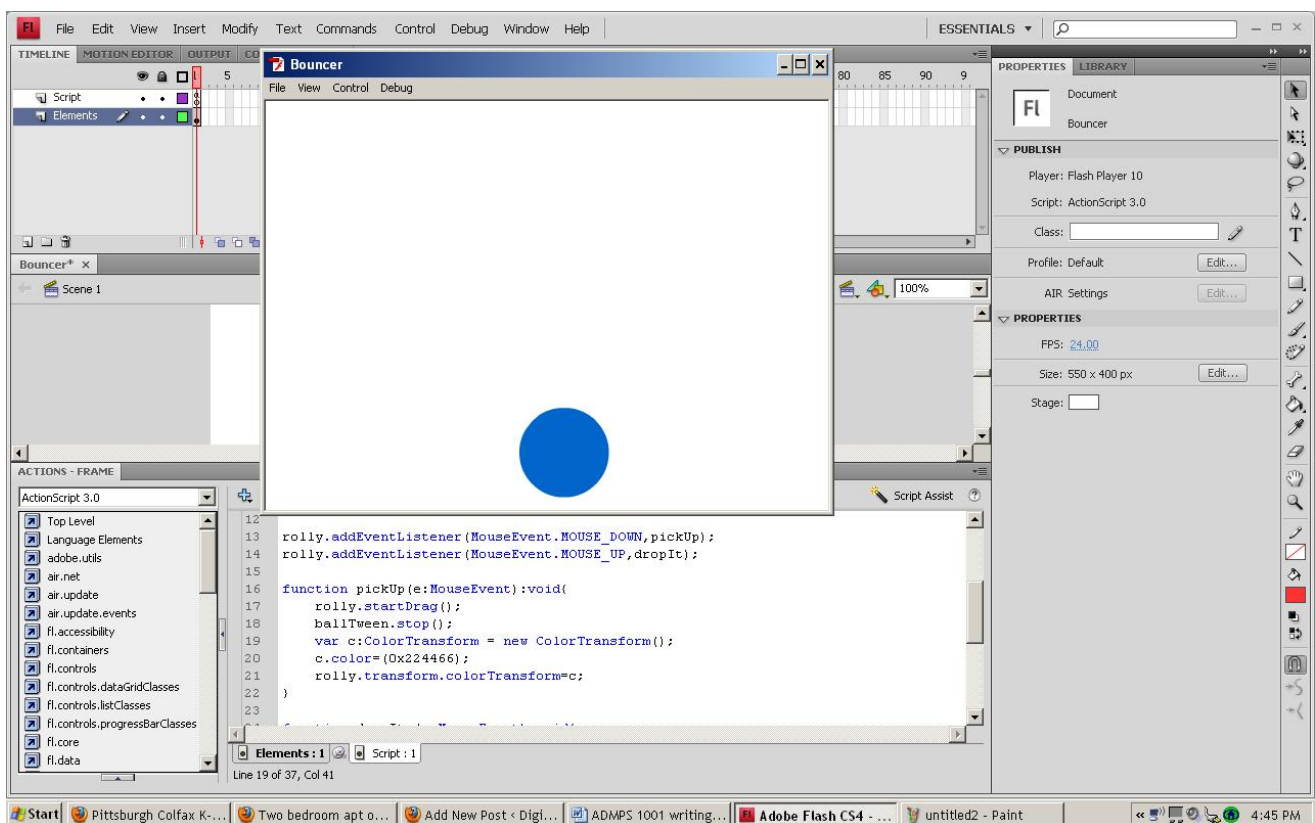 Fl File Edit View Insert Modify Text Commands Control Debug Window Help ESSENTIALS
TIMELINE MOTION EDITOR OUTPUT CO
5 80 85 90 9
Script
Elements
Bouncer
File View Control Debug
Bouncer* ×
Scene 1
100%
PROPERTIES LIBRARY
Fl
Document
Bouncer
PUBLISH
Player: Flash Player 10
Script: ActionScript 3.0
Class:
Profile: Default Edit...
AIR Settings Edit...
PROPERTIES
FPS: 24.00
Size: 550 x 400 px Edit...
Stage:
ACTIONS - FRAME
ActionScript 3.0
Script Assist
Top Level
Language Elements
adobe.utils
air.net
air.update
air.update.events
fl.accessibility
fl.containers
fl.controls
fl.controls.dataGridClasses
fl.controls.listClasses
fl.controls.progressBarClasses
fl.core
fl.data
12
13 rolly.addEventListener(MouseEvent.MOUSE_DOWN,pickUp);
14 rolly.addEventListener(MouseEvent.MOUSE_UP,dropIt);
15
16 function pickUp(e:MouseEvent):void{
17 rolly.startDrag();
18 ballTween.stop();
19 var c:ColorTransform = new ColorTransform();
20 c.color=(0x224466);
21 rolly.transform.colorTransform=c;
22 }
23
Elements : 1 Script : 1
Line 19 of 37, Col 41
Start Pittsburgh Colfax K-... Two bedroom apt o... Add New Post ‹ Digi... ADMPS 1001 writing... Adobe Flash CS4 - ... untitled2 - Paint 4:45 PM